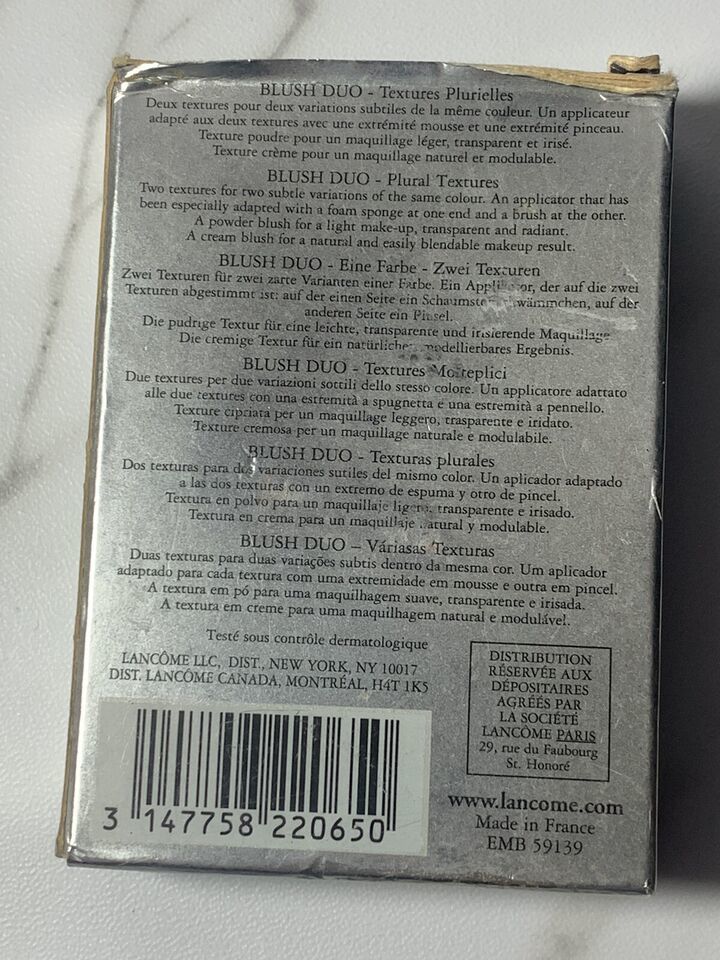 BLUSH DUO - Textures Plurielles
Deux textures pour deux variations subtiles de la même couleur. Un applicateur
adapté aux deux textures avec une extrémité mousse et une extrémité pinceau.
Texture poudre pour un maquillage léger, transparent et irisé.
Texture crème pour un maquillage naturel et modulable.
BLUSH DUO - Plural Textures
Two textures for two subtle variations of the same colour. An applicator that has
been especially adapted with a foam sponge at one end and a brush at the other.
A powder blush for a light make-up, transparent and radiant.
A cream blush for a natural and easily blendable makeup result.
BLUSH DUO - Eine Farbe - Zwei Texturen
Zwei Texturen für zwei zarte Varianten einer Farbe. Ein der auf die zwei
Texturen abgestimmt ist: auf der einen Seite ein auf der
anderen Seite ein Pinsel.
Die pudrige Textur für eine leichte, transparente und irisierende Maquillage.
Die cremige Textur für ein Ergebnis.
BLUSH DUO - Textures
Due textures per due variazioni sottili dello stesso colore. Un applicatore adattato
alle due textures con una estremità a spugnetta e una estremità a pennello.
Texture cipriata per un maquillage leggero, trasparente e iridato.
Texture cremosa per un maquillage naturale e modulabile.
BLUSH DUO - Texturas plurales
Dos texturas para dos variaciones sutiles del mismo color. Un aplicador adaptado
a las dos texturas con un extremo de espuma y otro de pincel.
Textura en polvo para un maquillaje ligero, transparente e irisado.
Textura en crema para un maquillaje natural y modulable.
BLUSH DUO – Váriasas Texturas
Duas texturas para duas variações subtis dentro da mesma cor. Um aplicador
adaptado para cada textura com uma extremidade em mousse e outra em pincel.
A textura em pó para uma maquilhagem suave, transparente e irisada.
A textura em creme para uma maquilhagem natural e modulável.
Testé sous contrôle dermatologique
LANCÔME LLC, DIST., NEW YORK, NY 10017
DIST. LANCÔME CANADA, MONTRÉAL, H4T 1K5
DISTRIBUTION
RÉSERVÉE AUX
DÉPOSITAIRES
AGRÉÉS PAR
LA SOCIÉTÉ
LANCÔME PARIS
29, rue du Faubourg
St. Honoré
3 147758 220650
www.lancome.com
Made in France
EMB 59139